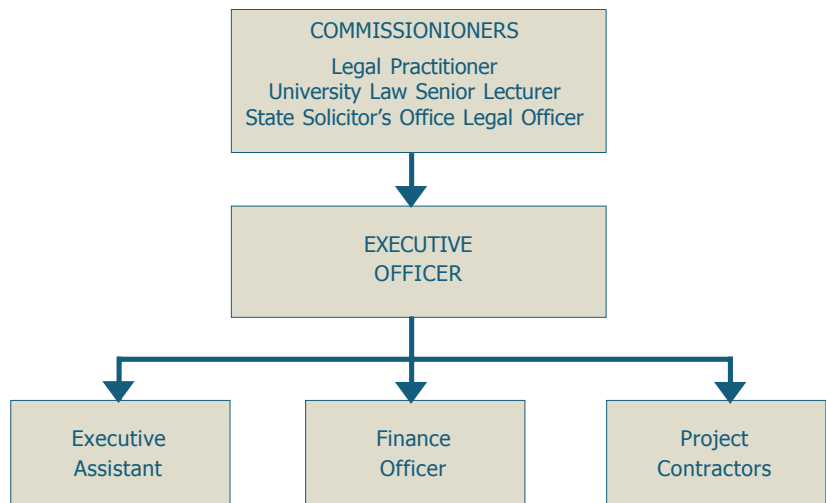 COMMISSIONIONERS
Legal Practitioner
University Law Senior Lecturer
State Solicitor’s Office Legal Officer
EXECUTIVE
OFFICER
Executive
Assistant
Finance
Officer
Project
Contractors